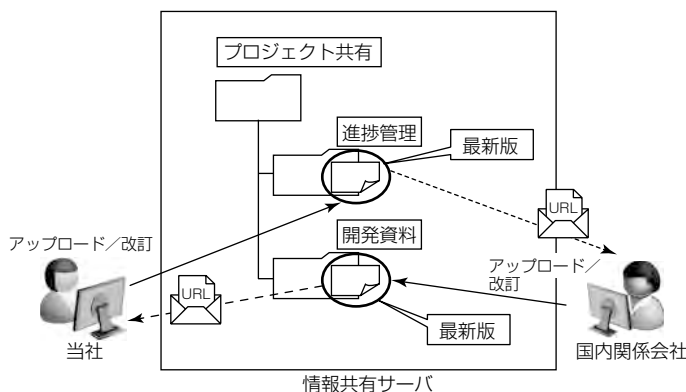 プロジェクト共有
進捗管理
最新版
URL
アップロード／改訂
開発資料
アップロード／
改訂
URL
最新版
当社
国内関係会社
情報共有サーバ